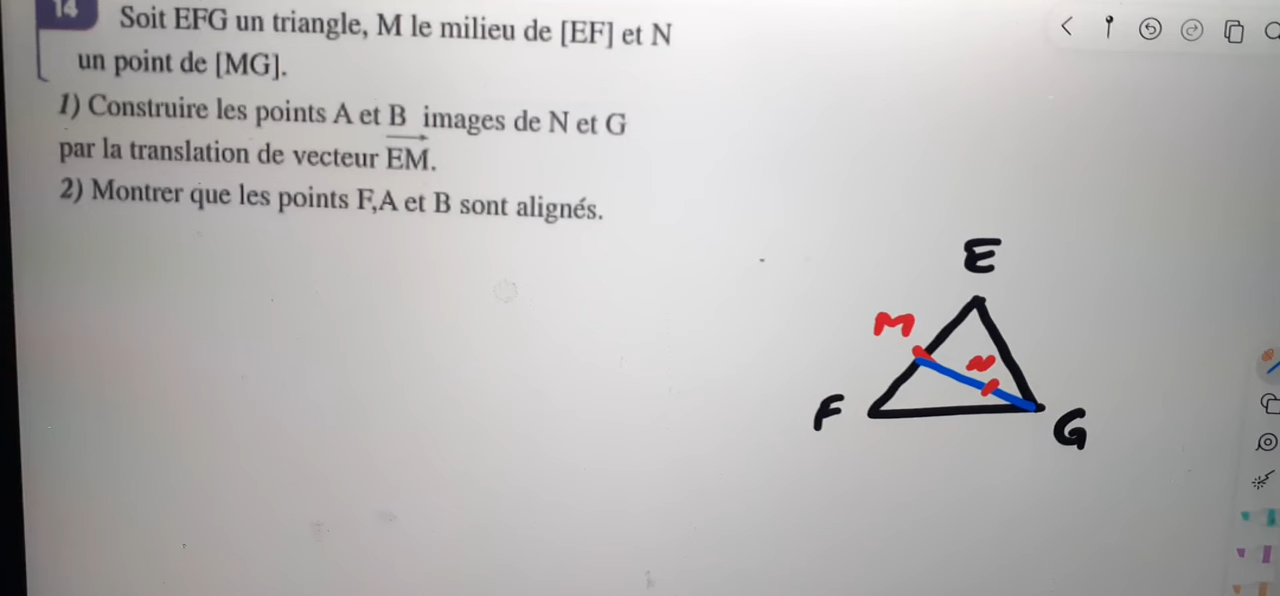 14 Soit EFG un triangle, M le milieu de [EF] et N
un point de [MG].
1) Construire les points A et B images de N et G
par la translation de vecteur EM.
2) Montrer que les points F,A et B sont alignés.
E
M
N
F
G